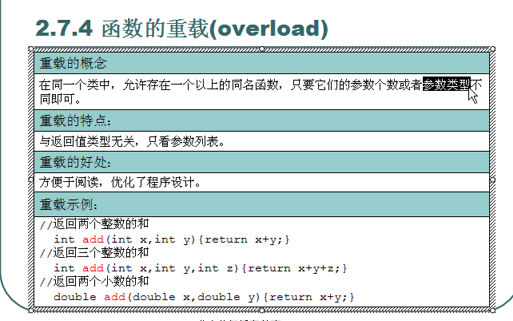 2.7.4 函数的重载(overload)
重载的概念
在同一个类中，允许存在一个以上的同名函数，只要它们的参数个数或者参数类型不
同即可。
重载的特点：
与返回值类型无关，只看参数列表。
重载的好处：
方便于阅读，优化了程序设计。
重载示例：
//返回两个整数的和
int add(int x,int y){return x+y;}
//返回三个整数的和
int add(int x,int y,int z){return x+y+z;}
//返回两个小数的和
double add(double x,double y){return x+y;}